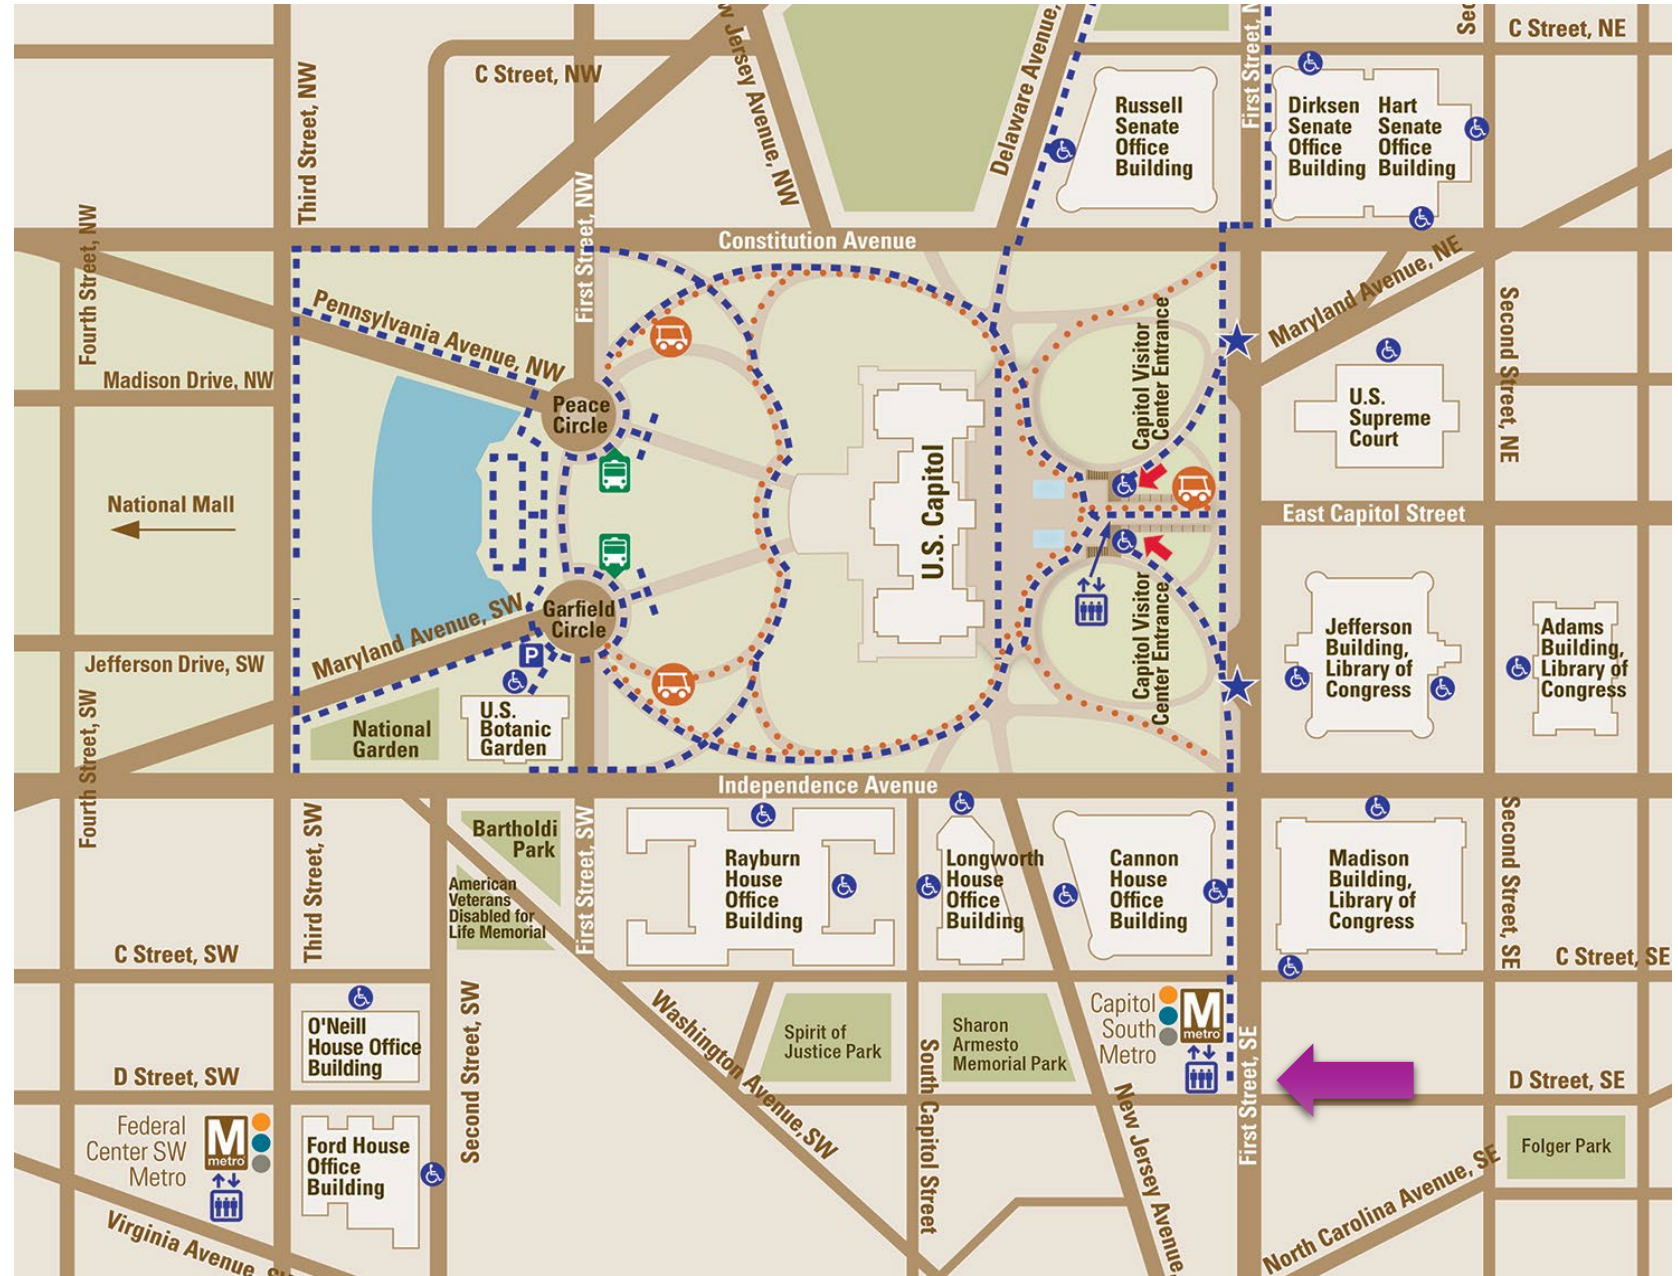 C Street, NE
C Street, NW
Third Street, NW
w Jersey Avenue, NW
Delaware Avenue,
First Street, N
Sec
Russell
Senate
Office
Building
Dirksen
Senate
Office
Building
Hart
Senate
Office
Building
Fourth Street, NW
First Street, NW
Constitution Avenue
Maryland Avenue, NE
Pennsylvania Avenue, NW
Madison Drive, NW
Peace
Circle
Capitol Visitor
Center Entrance
U.S.
Supreme
Court
Second Street, NE
National Mall
U.S. Capitol
East Capitol Street
Garfield
Circle
Maryland Avenue, SW
Jefferson Drive, SW
P
Capitol Visitor
Center Entrance
Jefferson
Building,
Library of
Congress
Adams
Building,
Library of
Congress
Fourth Street, SW
National
Garden
U.S.
Botanic
Garden
Independence Avenue
Third Street, SW
Bartholdi
Park
American
Veterans
Disabled for
Life Memorial
First Street, SW
Rayburn
House
Office
Building
Longworth
House
Office
Building
Cannon
House
Office
Building
Madison
Building,
Library of
Congress
Second Street, SE
C Street, SW
C Street, SE
O'Neill
House Office
Building
Second Street, SW
Washington Avenue, SW
Spirit of
Justice Park
South Capitol Street
Sharon
Armesto
Memorial Park
Capitol
South
Metro
M
metro
First Street, SE
D Street, SW
D Street, SE
New Jersey Avenue,
Federal
Center SW
Metro
M
metro
Ford House
Office
Building
Folger Park
North Carolina Avenue, SE
Virginia Avenue, S